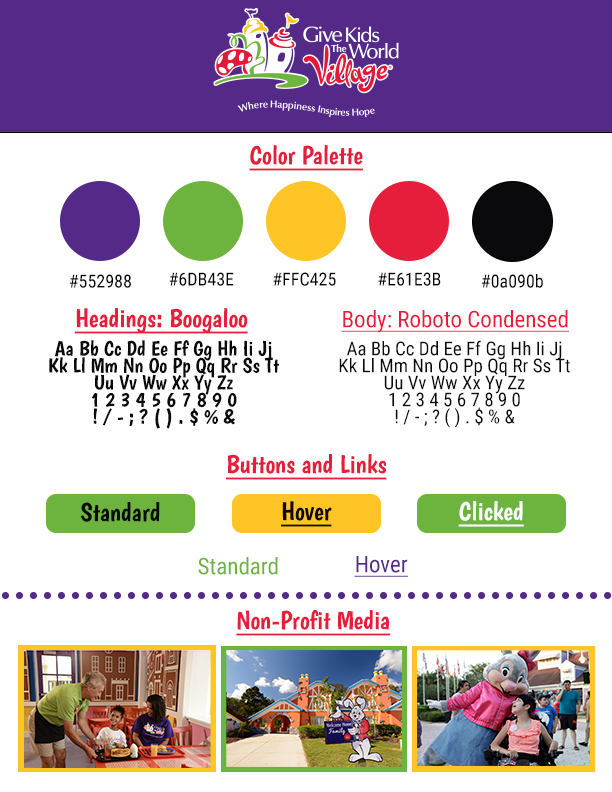 Give Kids
The World
Village
Where Happiness Inspires Hope
Color Palette
#552988
#6DB43E
#FFC425
#E61E3B
#0a090b
Headings: Boogaloo
Aa Bb Cc Dd Ee Ff Gg Hh Ii Jj
Kk Ll Mm Nn Oo Pp Qq Rr Ss Tt
Uu Vv Ww Xx Yy Zz
1 2 3 4 5 6 7 8 9 0
! / - ; ? ( ) . $ % &
Body: Roboto Condensed
Aa Bb Cc Dd Ee Ff Gg Hh Ii Jj
Kk Ll Mm Nn Oo Pp Qq Rr Ss Tt
Uu Vv Ww Xx Yy Zz
1 2 3 4 5 6 7 8 9 0
! / - ; ? ( ) . $ % &
Buttons and Links
Standard
Hover
Clicked
Standard
Hover
Non-Profit Media
Welcome Home
Family